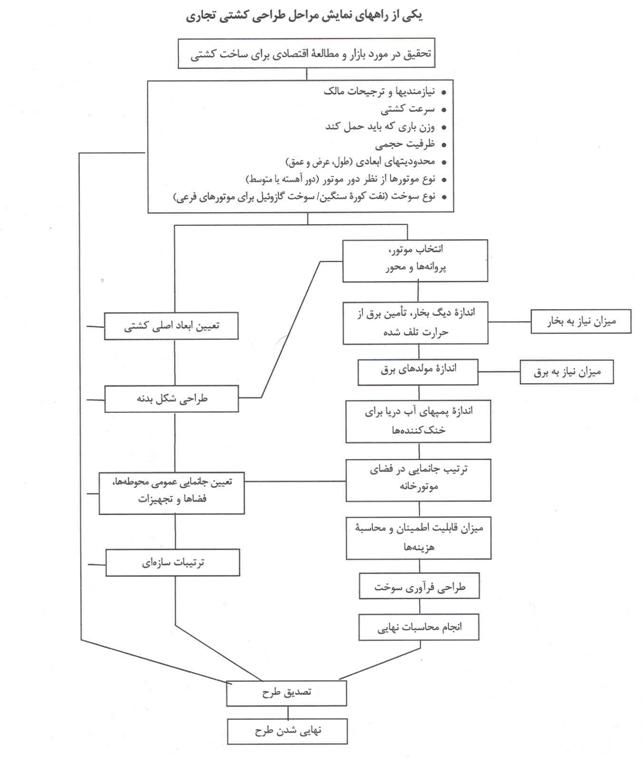 یکی از راههای نمایش مراحل طراحی کشتی تجاری
تحقیق در مورد بازار و مطالعۀ اقتصادی برای ساخت کشتی
• نیازمندیها و ترجیحات مالک
• سرعت کشتی
• وزن باری که باید حمل کند
• ظرفیت حجمی
• محدودیتهای ابعادی (طول، عرض و عمق)
• نوع موتورها از نظر دور موتور (دور آهسته یا متوسط)
• نوع سوخت (نفت کورۀ سنگین/ سوخت گازوئیل برای موتورهای فرعی)
انتخاب موتور،
پروانه‌ها و محور
اندازۀ دیگ بخار، تأمین برق از
حرارت تلف شده
میزان نیاز به بخار
اندازۀ مولدهای برق
میزان نیاز به برق
اندازۀ پمپهای آب دریا برای
خنک‌کننده‌ها
ترتیب جانمایی در فضای
موتورخانه
میزان قابلیت اطمینان و محاسبۀ
هزینه‌ها
طراحی فرآوری سوخت
انجام محاسبات نهایی
تعیین ابعاد اصلی کشتی
طراحی شکل بدنه
تعیین جانمایی عمومی محوطه‌ها،
فضاها و تجهیزات
ترتیبات سازه‌ای
تصدیق طرح
نهایی شدن طرح